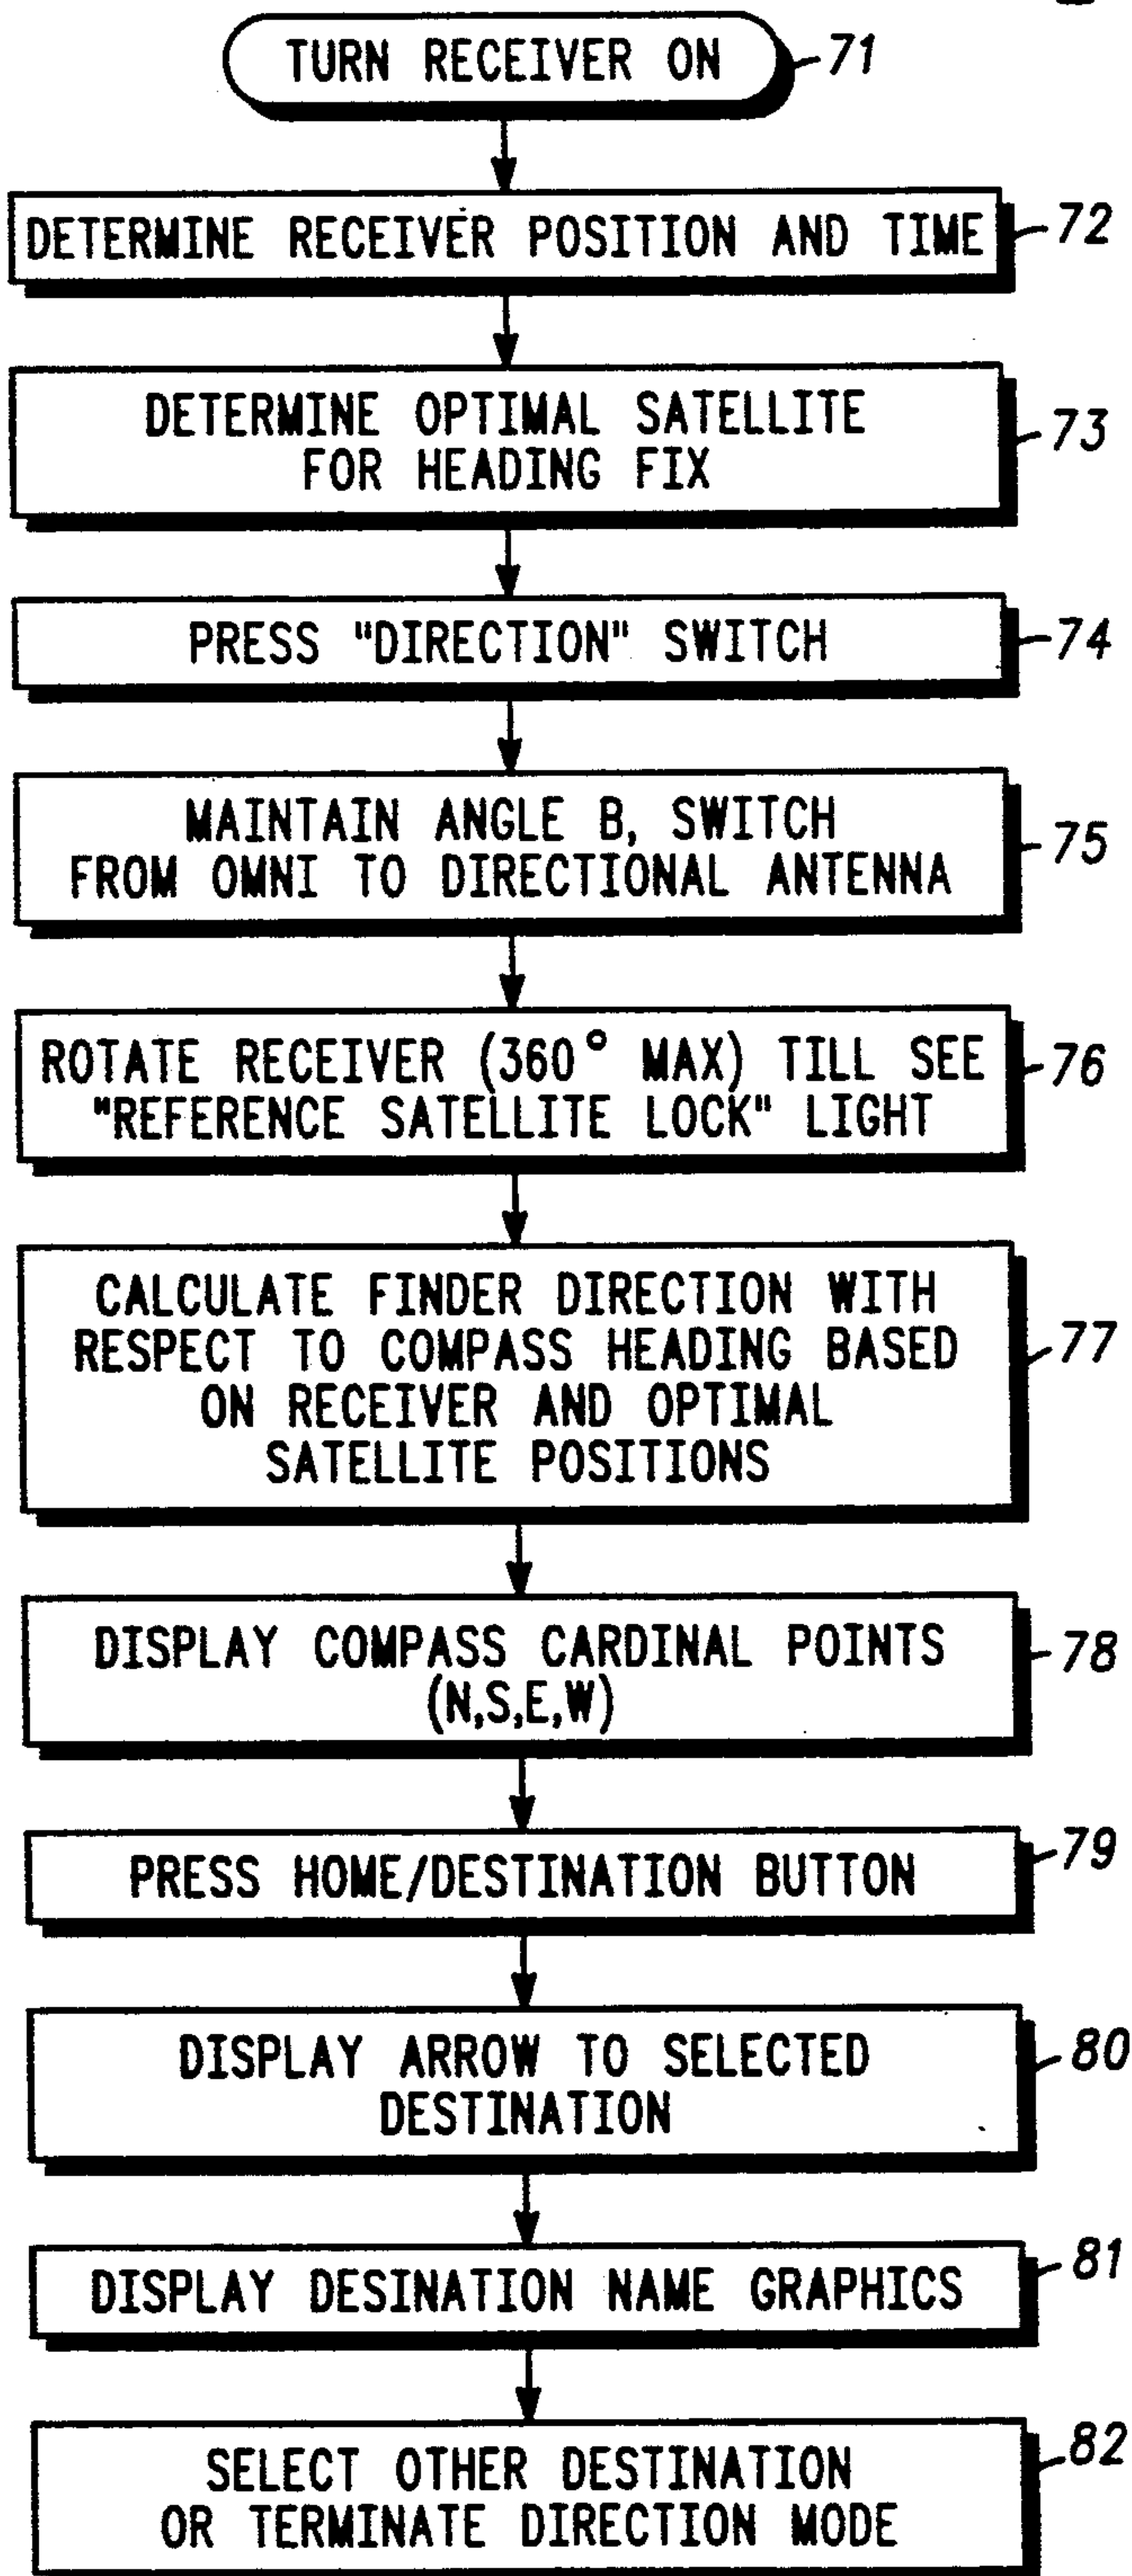 TURN RECEIVER ON
71
DETERMINE RECEIVER POSITION AND TIME
72
DETERMINE OPTIMAL SATELLITE
FOR HEADING FIX
73
PRESS "DIRECTION" SWITCH
74
MAINTAIN ANGLE B, SWITCH
FROM OMNI TO DIRECTIONAL ANTENNA
75
ROTATE RECEIVER (360° MAX) TILL SEE
"REFERENCE SATELLITE LOCK" LIGHT
76
CALCULATE FINDER DIRECTION WITH
RESPECT TO COMPASS HEADING BASED
ON RECEIVER AND OPTIMAL
SATELLITE POSITIONS
77
DISPLAY COMPASS CARDINAL POINTS
(N,S,E,W)
78
PRESS HOME/DESTINATION BUTTON
79
DISPLAY ARROW TO SELECTED
DESTINATION
80
DISPLAY DESINATION NAME GRAPHICS
81
SELECT OTHER DESTINATION
OR TERMINATE DIRECTION MODE
82